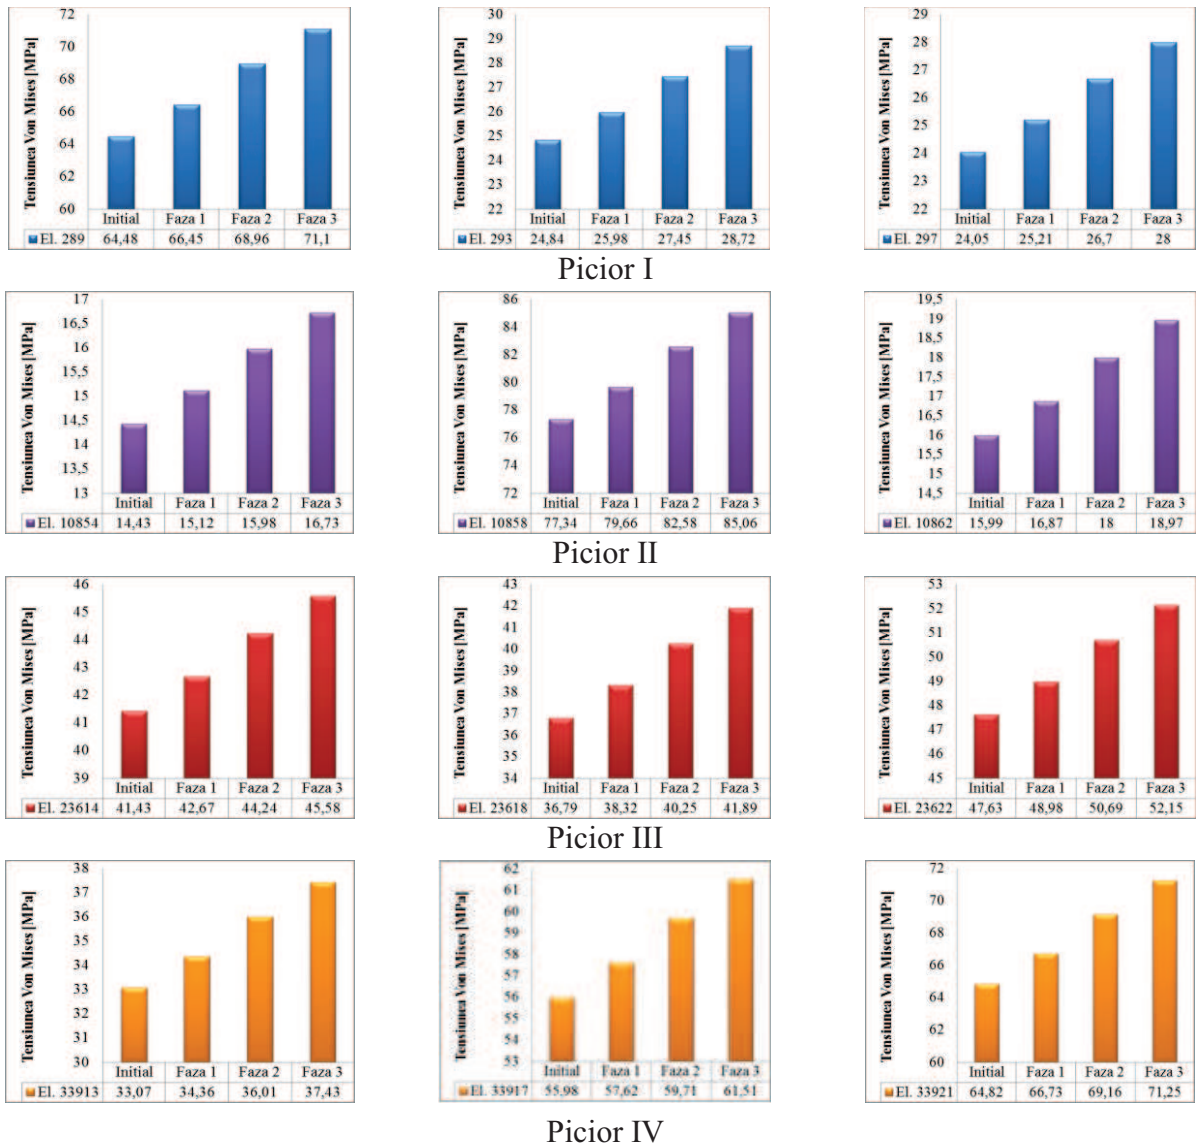 Tensiunea Von Mises [MPa]
72
70
68
66
64
62
60
Initial Faza 1 Faza 2 Faza 3
El. 289 64,48 66,45 68,96 71,1
Tensiunea Von Mises [MPa]
30
29
28
27
26
25
24
23
22
Initial Faza 1 Faza 2 Faza 3
El. 293 24,84 25,98 27,45 28,72
Tensiunea Von Mises [MPa]
29
28
27
26
25
24
23
22
Initial Faza 1 Faza 2 Faza 3
El. 297 24,05 25,21 26,7 28
Picior I
Tensiunea Von Mises [MPa]
17
16,5
16
15,5
15
14,5
14
13,5
13
Initial Faza 1 Faza 2 Faza 3
El. 10854 14,43 15,12 15,98 16,73
Tensiunea Von Mises [MPa]
86
84
82
80
78
76
74
72
Initial Faza 1 Faza 2 Faza 3
El. 10858 77,34 79,66 82,58 85,06
Tensiunea Von Mises [MPa]
19,5
19
18,5
18
17,5
17
16,5
16
15,5
15
14,5
Initial Faza 1 Faza 2 Faza 3
El. 10862 15,99 16,87 18 18,97
Picior II
Tensiunea Von Mises [MPa]
46
45
44
43
42
41
40
39
Initial Faza 1 Faza 2 Faza 3
El. 23614 41,43 42,67 44,24 45,58
Tensiunea Von Mises [MPa]
43
42
41
40
39
38
37
36
35
34
Initial Faza 1 Faza 2 Faza 3
El. 23618 36,79 38,32 40,25 41,89
Tensiunea Von Mises [MPa]
53
52
51
50
49
48
47
46
45
Initial Faza 1 Faza 2 Faza 3
El. 23622 47,63 48,98 50,69 52,15
Picior III
Tensiunea Von Mises [MPa]
38
37
36
35
34
33
32
31
30
Initial Faza 1 Faza 2 Faza 3
El. 33913 33,07 34,36 36,01 37,43
Tensiunea Von Mises [MPa]
62
61
60
59
58
57
56
55
54
53
Initial Faza 1 Faza 2 Faza 3
El. 33917 55,98 57,62 59,71 61,51
Tensiunea Von Mises [MPa]
72
70
68
66
64
62
60
Initial Faza 1 Faza 2 Faza 3
El. 33921 64,82 66,73 69,16 71,25
Picior IV